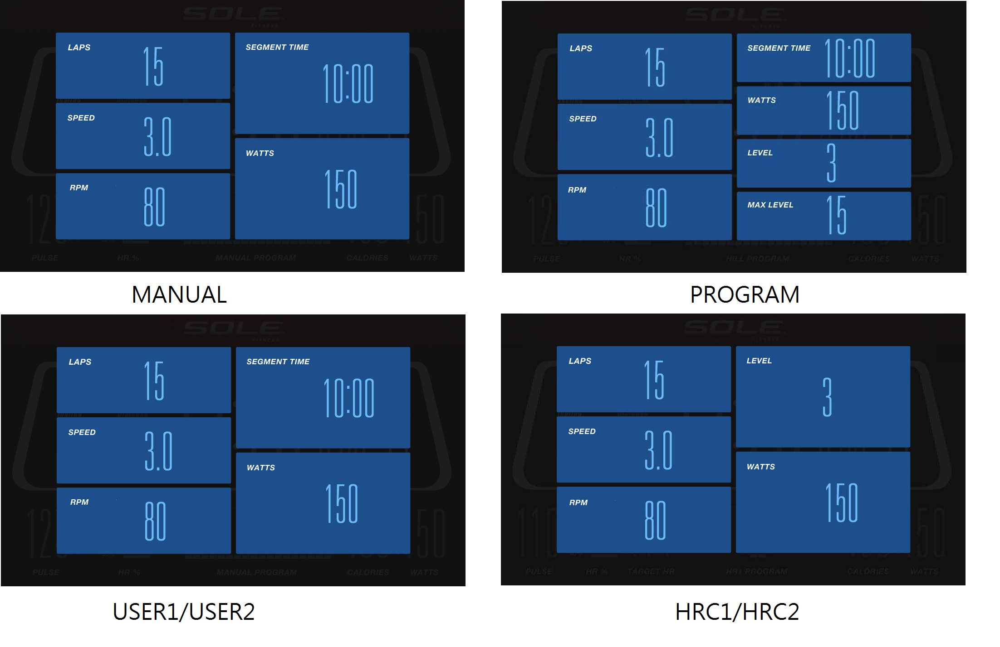 SOLE
FITNESS
LAPS
15
SEGMENT TIME
10:00
SPEED
3.0
WATTS
150
RPM
80
PULSE HR % MANUAL PROGRAM CALORIES WATTS
MANUAL
SOLE
FITNESS
LAPS
15
SEGMENT TIME 10:00
WATTS 150
SPEED
3.0
LEVEL 3
RPM
80
MAX LEVEL 15
PULSE HR % HILL PROGRAM CALORIES WATTS
PROGRAM
SOLE
FITNESS
LAPS
15
SEGMENT TIME
10:00
SPEED
3.0
WATTS
150
RPM
80
PULSE HR % MANUAL PROGRAM CALORIES WATTS
USER1/USER2
SOLE
FITNESS
LAPS
15
LEVEL
3
SPEED
3.0
WATTS
150
RPM
80
PULSE HR % TARGET HR HR1 PROGRAM CALORIES WATTS
HRC1/HRC2